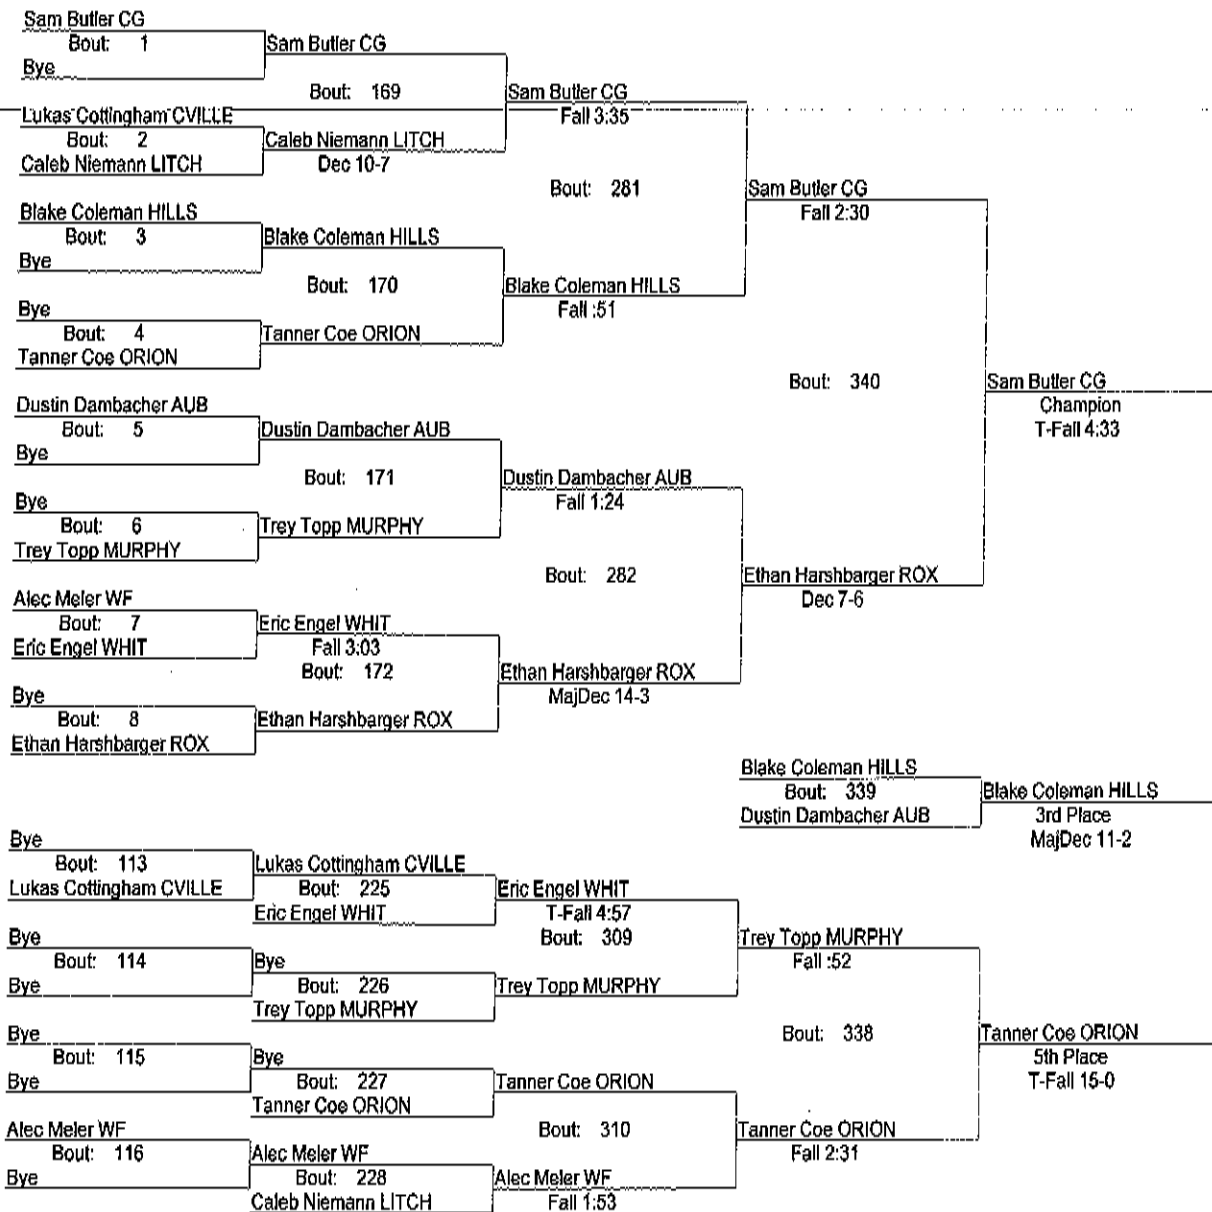 Sam Butler CG
Bout: 1
Bye
Sam Butler CG
Bout: 169
Lukas Cottingham CVILLE
Bout: 2
Caleb Niemann LITCH
Caleb Niemann LITCH
Dec 10-7
Sam Butler CG
Fall 3:35
Bout: 281
Blake Coleman HILLS
Bout: 3
Bye
Blake Coleman HILLS
Bout: 170
Bye
Bout: 4
Tanner Coe ORION
Tanner Coe ORION
Blake Coleman HILLS
Fall :51
Sam Butler CG
Fall 2:30
Bout: 340
Sam Butler CG
Champion
T-Fall 4:33
Dustin Dambacher AUB
Bout: 5
Bye
Dustin Dambacher AUB
Bout: 171
Bye
Bout: 6
Trey Topp MURPHY
Trey Topp MURPHY
Dustin Dambacher AUB
Fall 1:24
Bout: 282
Alec Meler WF
Bout: 7
Eric Engel WHIT
Eric Engel WHIT
Fall 3:03
Bout: 172
Bye
Bout: 8
Ethan Harshbarger ROX
Ethan Harshbarger ROX
Ethan Harshbarger ROX
MajDec 14-3
Ethan Harshbarger ROX
Dec 7-6
Blake Coleman HILLS
Bout: 339
Dustin Dambacher AUB
Blake Coleman HILLS
3rd Place
MajDec 11-2
Bye
Bout: 113
Lukas Cottingham CVILLE
Lukas Cottingham CVILLE
Bout: 225
Eric Engel WHIT
Eric Engel WHIT
T-Fall 4:57
Bout: 309
Bye
Bout: 114
Bye
Bye
Bout: 226
Trey Topp MURPHY
Trey Topp MURPHY
Trey Topp MURPHY
Fall :52
Bout: 338
Tanner Coe ORION
5th Place
T-Fall 15-0
Bye
Bout: 115
Bye
Bye
Bout: 227
Tanner Coe ORION
Tanner Coe ORION
Bout: 310
Tanner Coe ORION
Fall 2:31
Alec Meler WF
Bout: 116
Bye
Alec Meler WF
Bout: 228
Caleb Niemann LITCH
Alec Meler WF
Fall 1:53